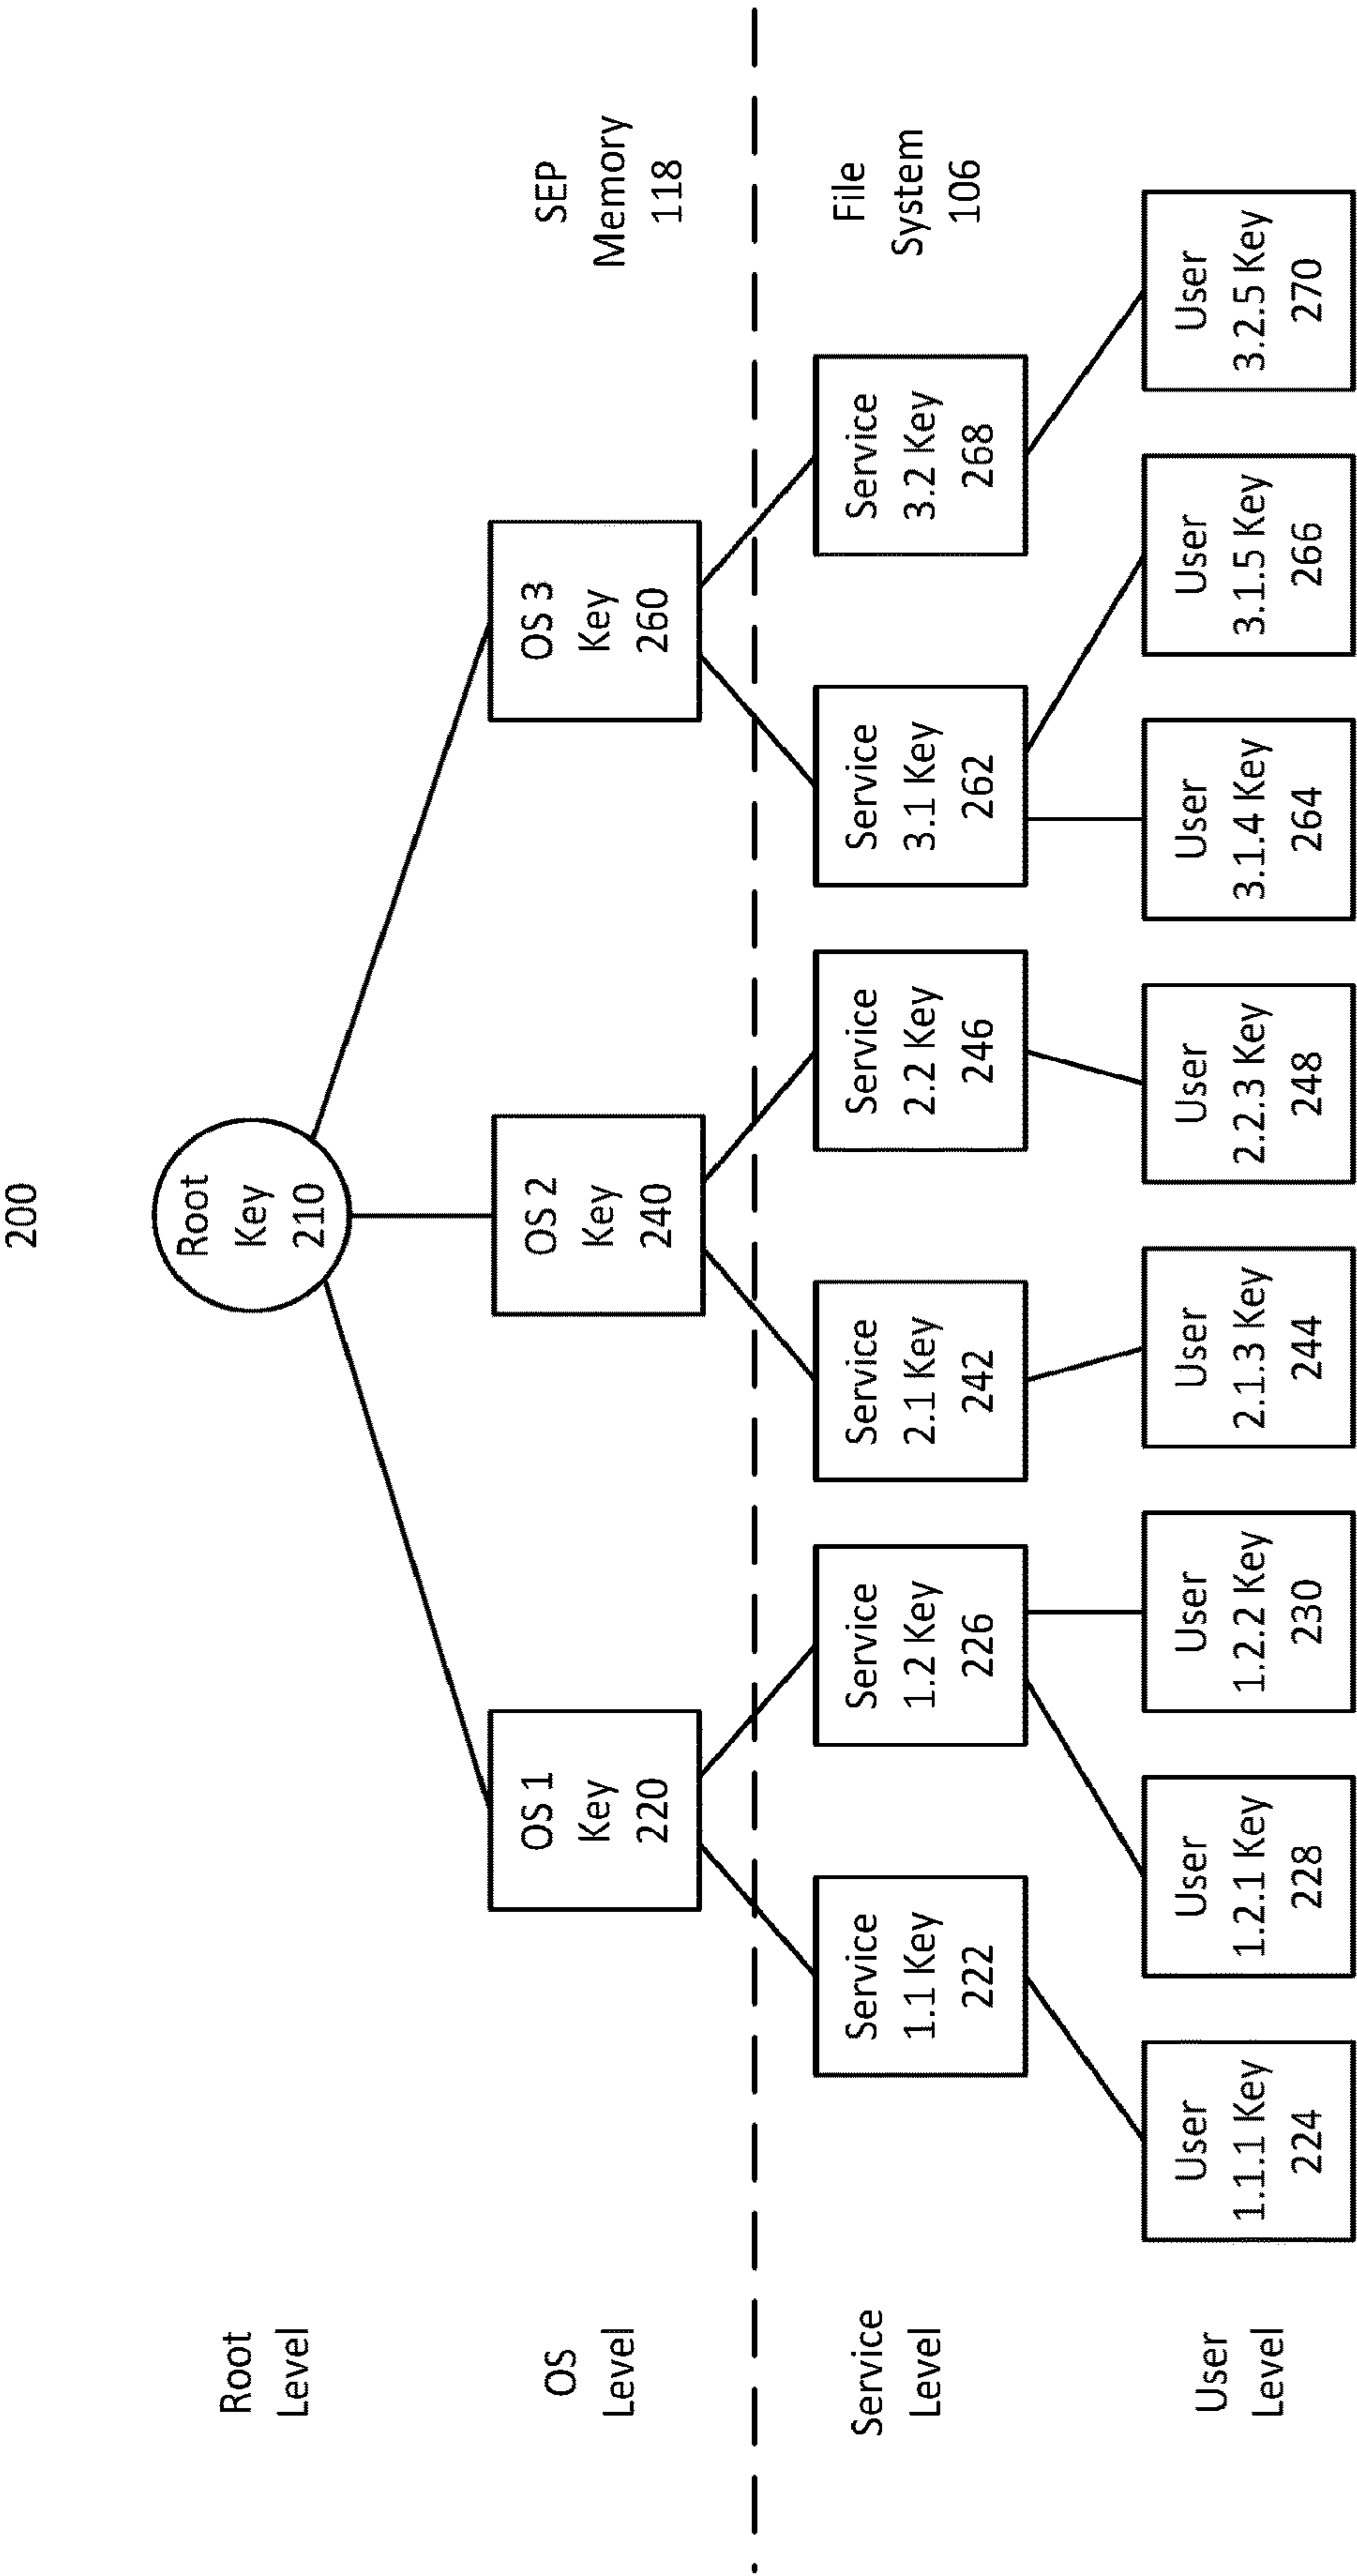 200
Root
Level
Root
Key
210
OS
Level
OS 1
Key
220
OS 2
Key
240
OS 3
Key
260
SEP
Memory
118
Service
Level
Service
1.1 Key
222
Service
1.2 Key
226
Service
2.1 Key
242
Service
2.2 Key
246
Service
3.1 Key
262
Service
3.2 Key
268
File
System
106
User
Level
User
1.1.1 Key
224
User
1.2.1 Key
228
User
1.2.2 Key
230
User
2.1.3 Key
244
User
2.2.3 Key
248
User
3.1.4 Key
264
User
3.1.5 Key
266
User
3.2.5 Key
270